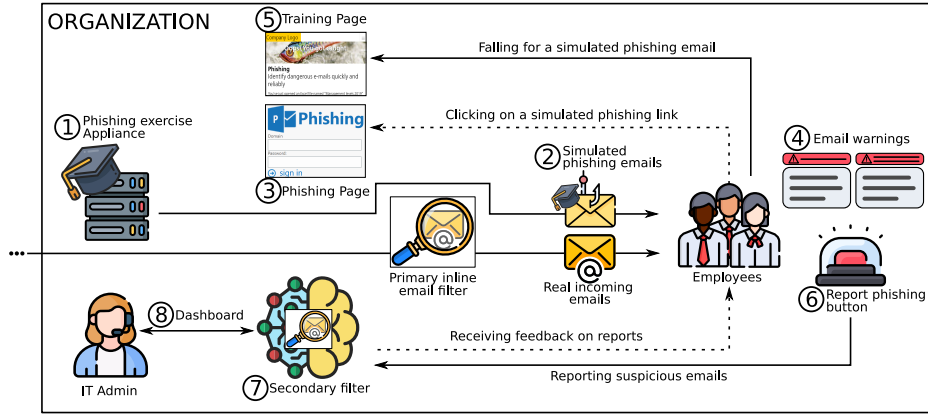 ORGANIZATION
5 Training Page
Company Logo
Phishing
Identify dangerous e-mails quickly and
reliably
Falling for a simulated phishing email
1 Phishing exercise
Appliance
P Phishing
Domain
Password
sign in
3 Phishing Page
Clicking on a simulated phishing link
2 Simulated
phishing emails
4 Email warnings
Primary inline
email filter
@
Real incoming
emails
Employees
6 Report phishing
button
8 Dashboard
IT Admin
7 Secondary filter
Receiving feedback on reports
Reporting suspicious emails